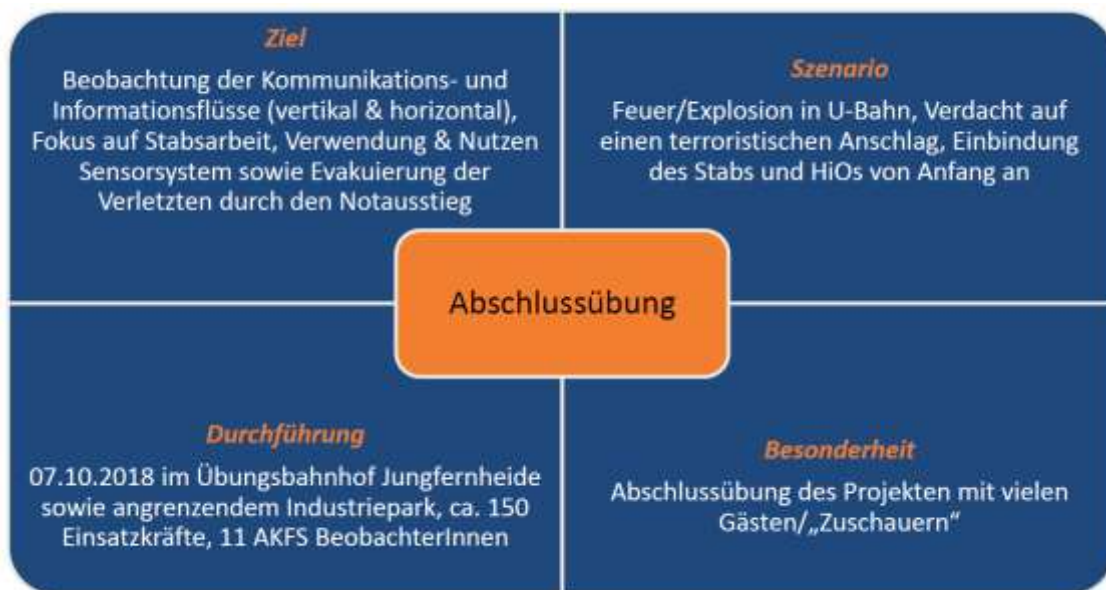 Ziel
Beobachtung der Kommunikations- und
Informationsflüsse (vertikal & horizontal),
Fokus auf Stabsarbeit, Verwendung & Nutzen
Sensorsystem sowie Evakuierung der
Verletzten durch den Notausstieg
Szenario
Feuer/Explosion in U-Bahn, Verdacht auf
einen terroristischen Anschlag, Einbindung
des Stabs und HiOs von Anfang an
Abschlussübung
Durchführung
07.10.2018 im Übungsbahnhof Jungfernheide
sowie angrenzendem Industriepark, ca. 150
Einsatzkräfte, 11 AKFS BeobachterInnen
Besonderheit
Abschlussübung des Projekten mit vielen
Gästen/„Zuschauern“